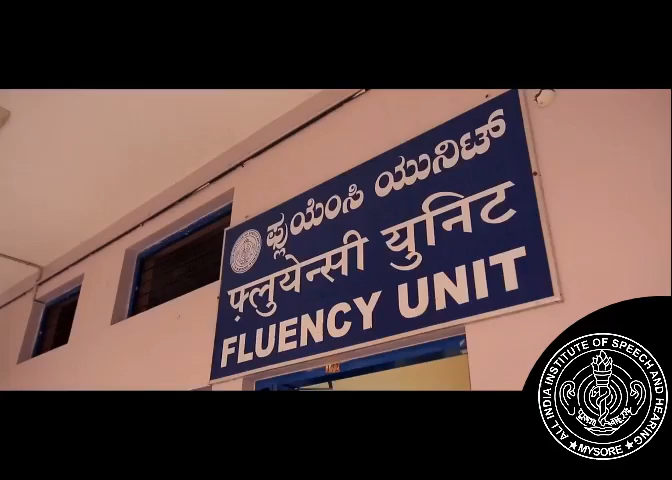 ಫ್ಲುಯೆಂಸಿ ಯುನಿಟ್
फ़्लुयेन्सी युनिट
FLUENCY UNIT
ALL INDIA INSTITUTE OF SPEECH AND HEARING
★ MYSORE ★